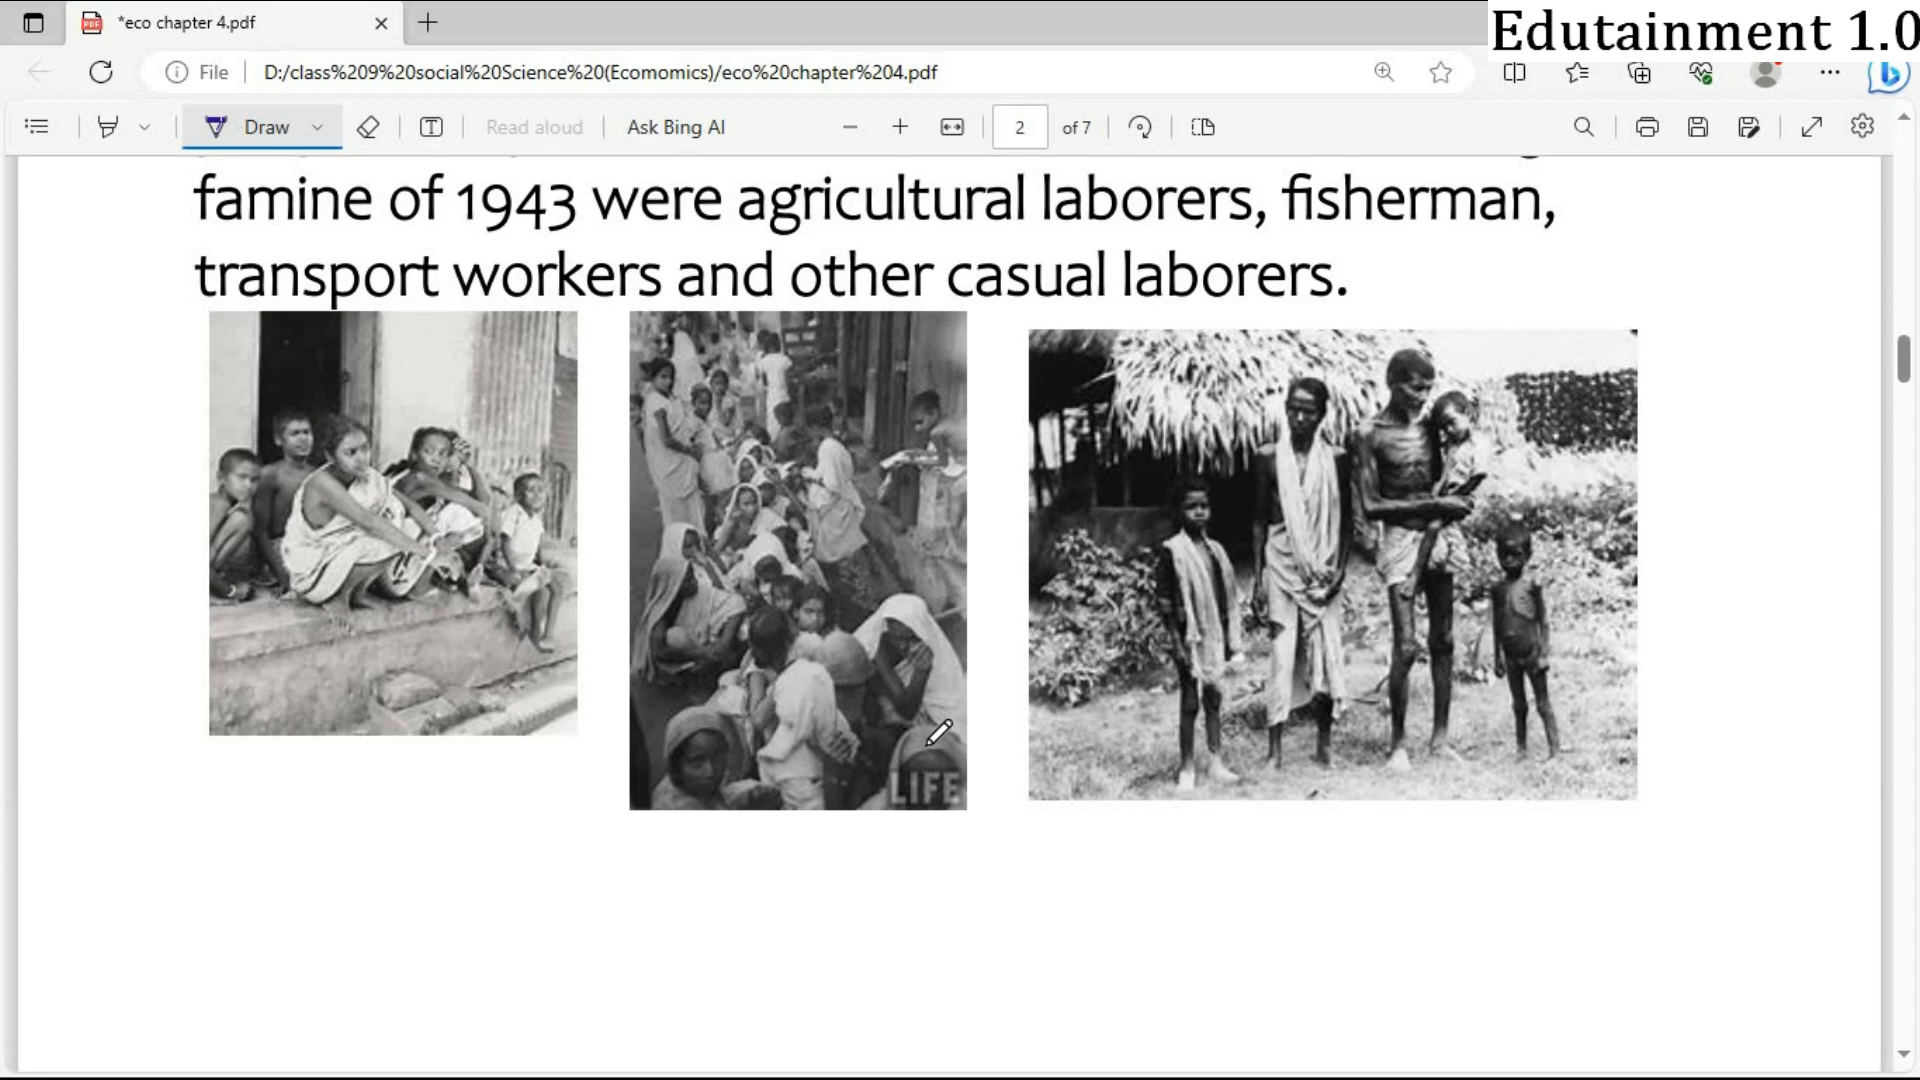 *eco chapter 4.pdf
Edutainment 1.0
File
D:/class%209%20social%20Science%20(Ecomomics)/eco%20chapter%204.pdf
Draw
Read aloud
Ask Bing AI
2
of 7
famine of 1943 were agricultural laborers, fisherman,
transport workers and other casual laborers.
LIFE